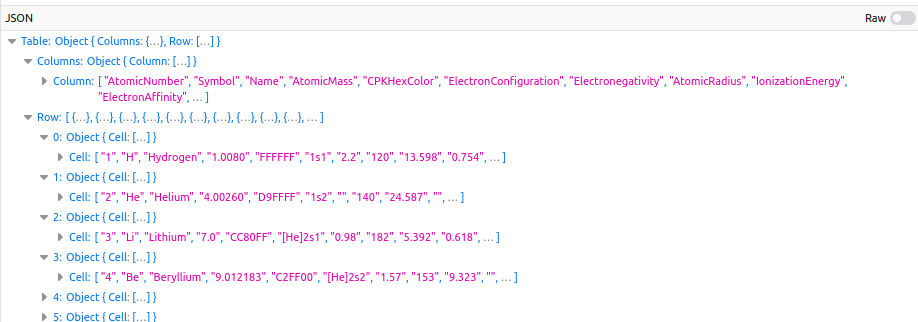 JSON Raw
Table: Object { Columns: {…}, Row: […] }
Columns: Object { Column: […] }
Column: [ "AtomicNumber", "Symbol", "Name", "AtomicMass", "CPKHexColor", "ElectronConfiguration", "Electronegativity", "AtomicRadius", "IonizationEnergy",
"ElectronAffinity", … ]
Row: [ {…}, {…}, {…}, {…}, {…}, {…}, {…}, {…}, {…}, {…}, … ]
0: Object { Cell: […] }
Cell: [ "1", "H", "Hydrogen", "1.0080", "FFFFFF", "1s1", "2.2", "120", "13.598", "0.754", … ]
1: Object { Cell: […] }
Cell: [ "2", "He", "Helium", "4.00260", "D9FFFF", "1s2", "", "140", "24.587", "", … ]
2: Object { Cell: […] }
Cell: [ "3", "Li", "Lithium", "7.0", "CC80FF", "[He]2s1", "0.98", "182", "5.392", "0.618", … ]
3: Object { Cell: […] }
Cell: [ "4", "Be", "Beryllium", "9.012183", "C2FF00", "[He]2s2", "1.57", "153", "9.323", "", … ]
4: Object { Cell: […] }
5: Object { Cell: […] }